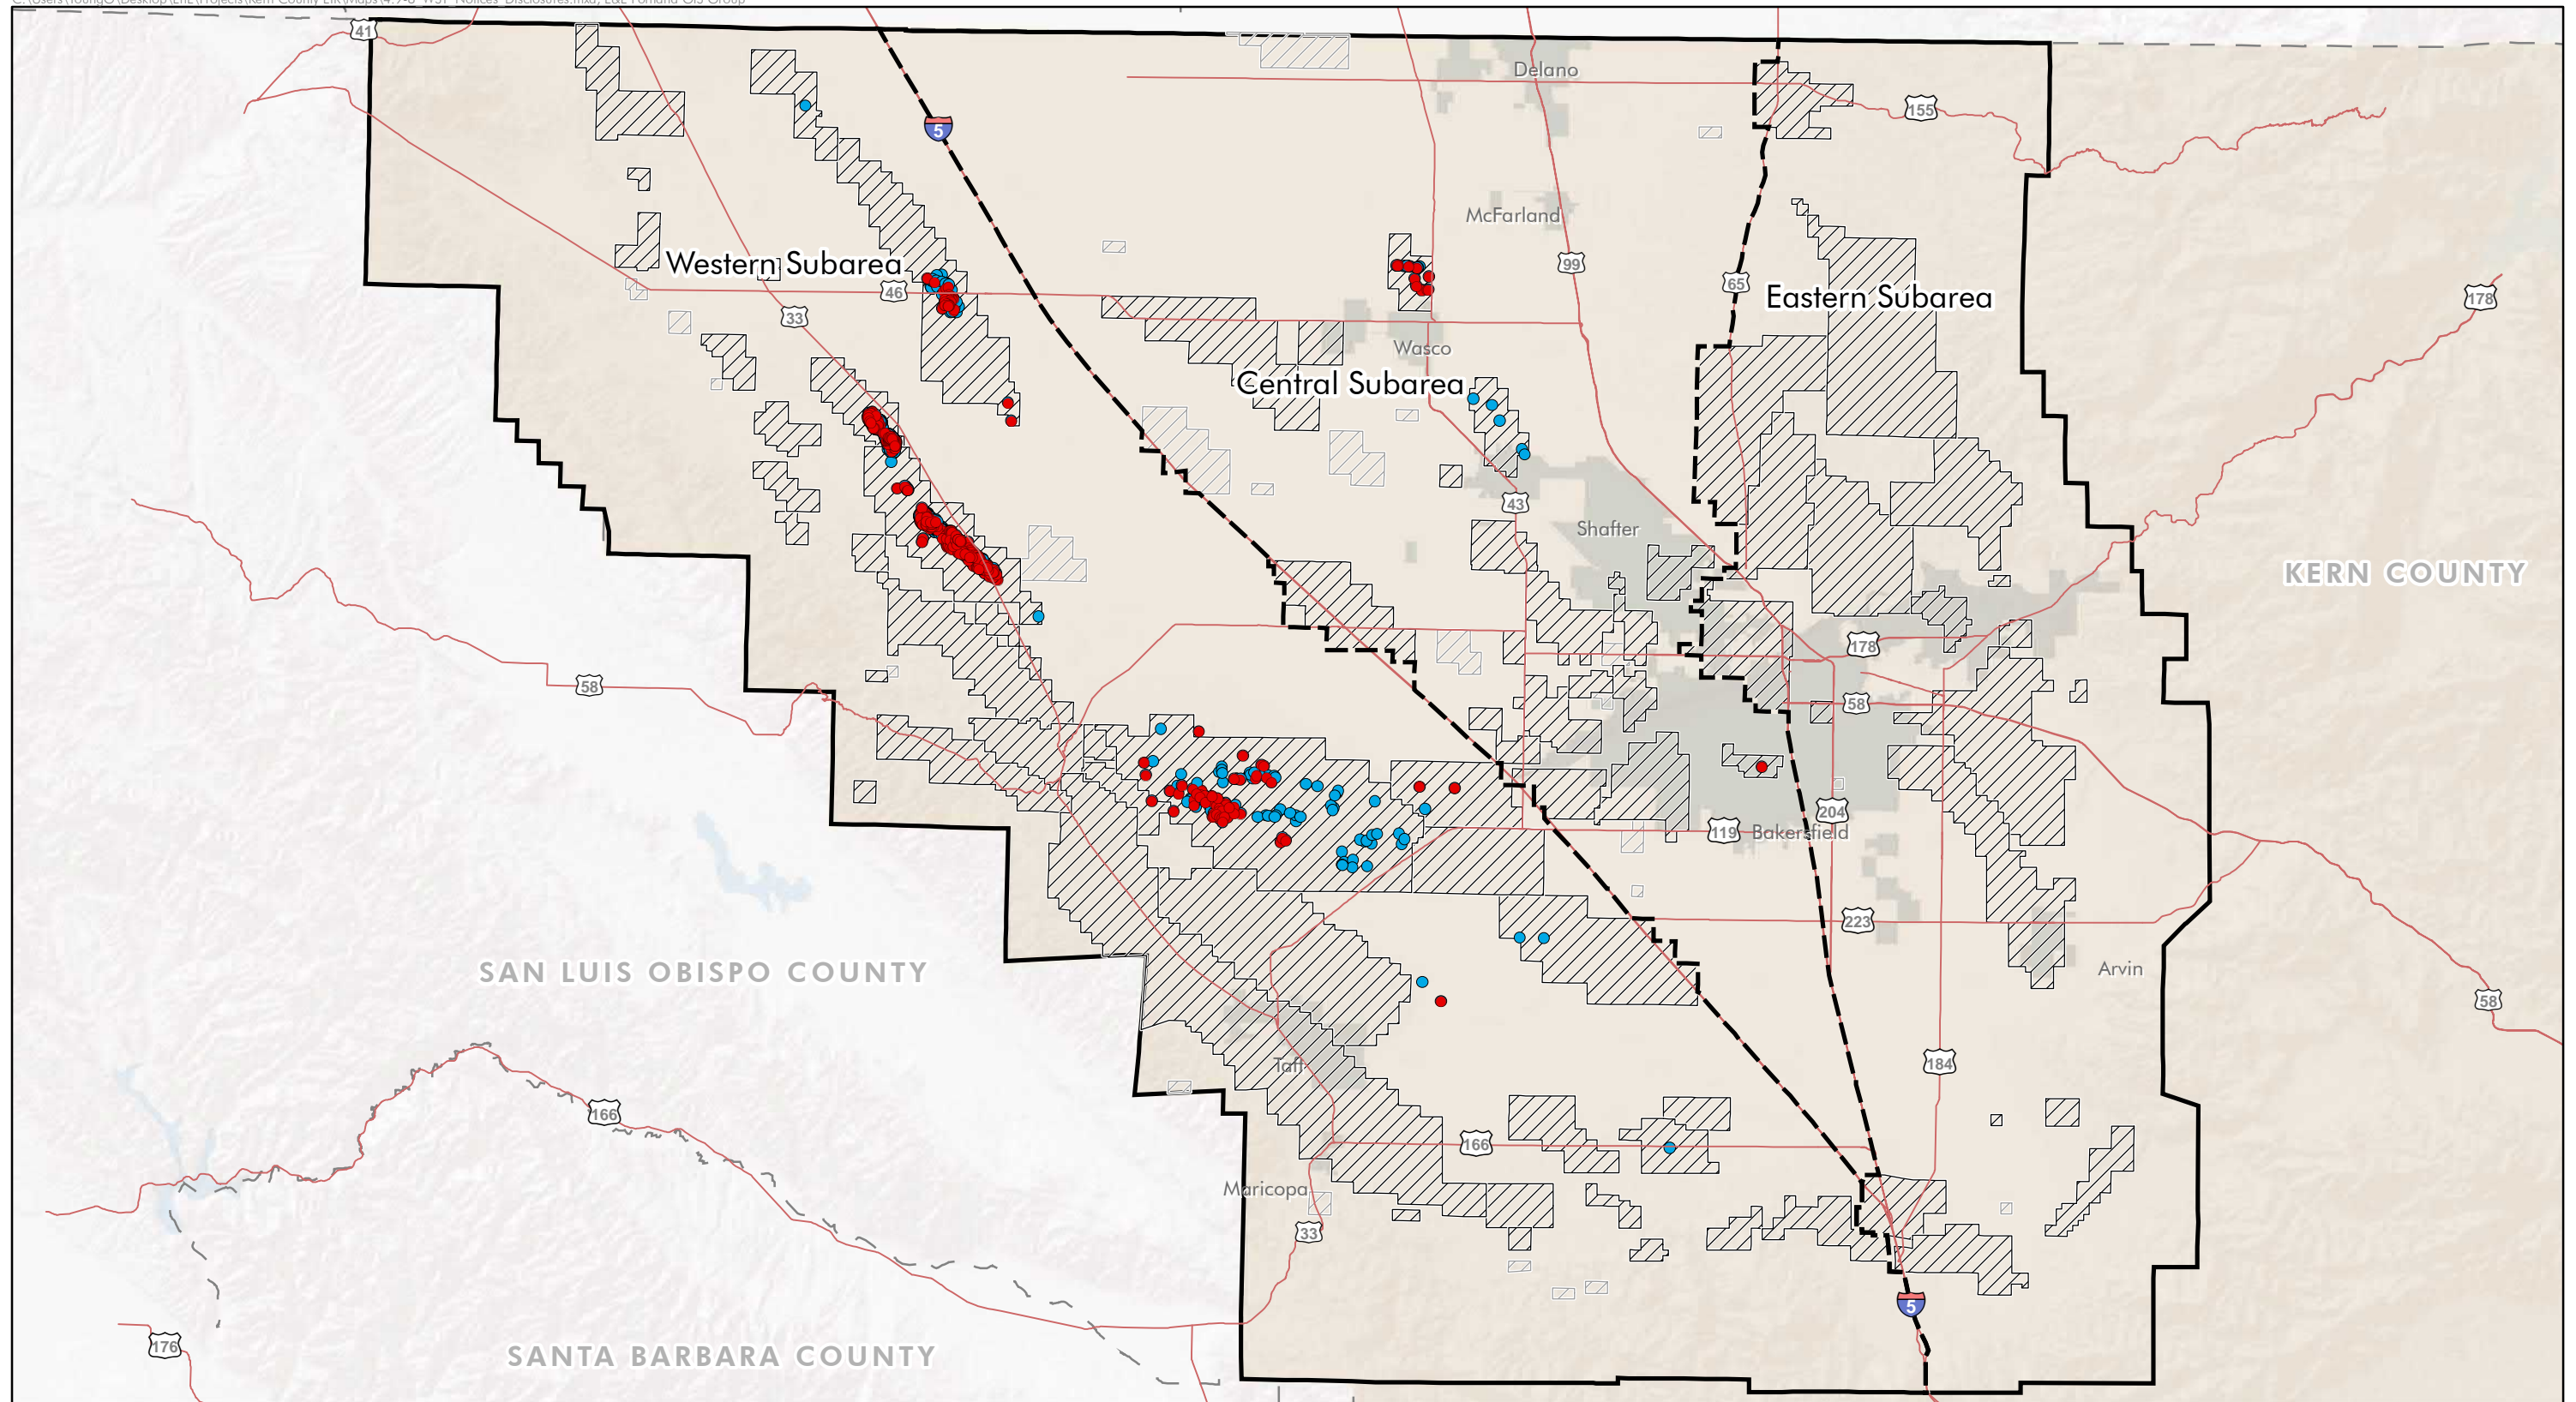 41
Delano
5
155
McFarland
Western Subarea
46
99
65
Eastern Subarea
178
33
Wasco
Central Subarea
43
Shafter
KERN COUNTY
178
58
58
204
119
Bakersfield
223
SAN LUIS OBISPO COUNTY
Arvin
58
Taft
184
166
166
Maricopa
33
5
176
SANTA BARBARA COUNTY